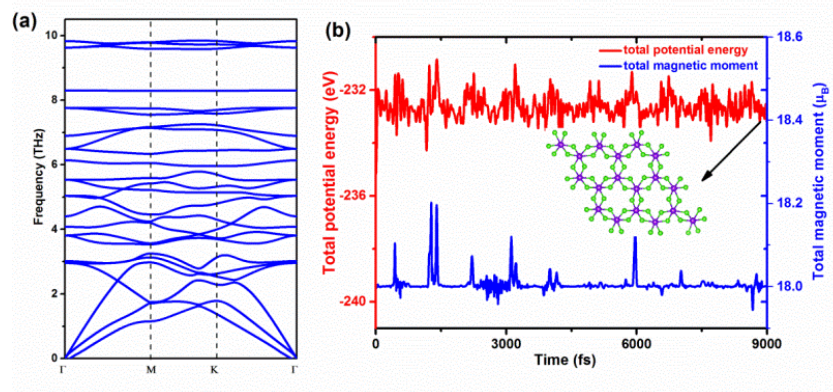 (a)
10
8
6
4
2
0
Frequency (THz)
Γ
M
K
Γ
(b)
total potential energy
total magnetic moment
-232
-236
-240
Total potential energy (eV)
18.6
18.4
18.2
18.0
Total magnetic moment (μB)
0
3000
6000
9000
Time (fs)